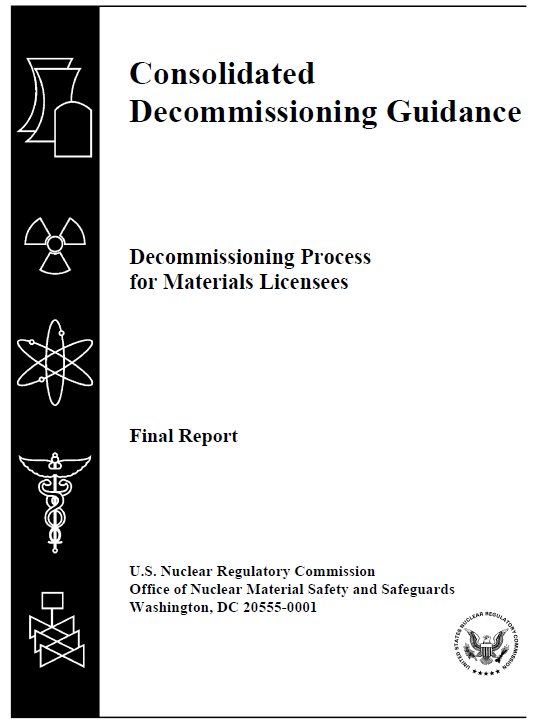 Consolidated
Decommissioning Guidance
Decommissioning Process
for Materials Licensees
Final Report
U.S. Nuclear Regulatory Commission
Office of Nuclear Material Safety and Safeguards
Washington, DC 20555-0001
UNITED STATES NUCLEAR REGULATORY COMMISSION